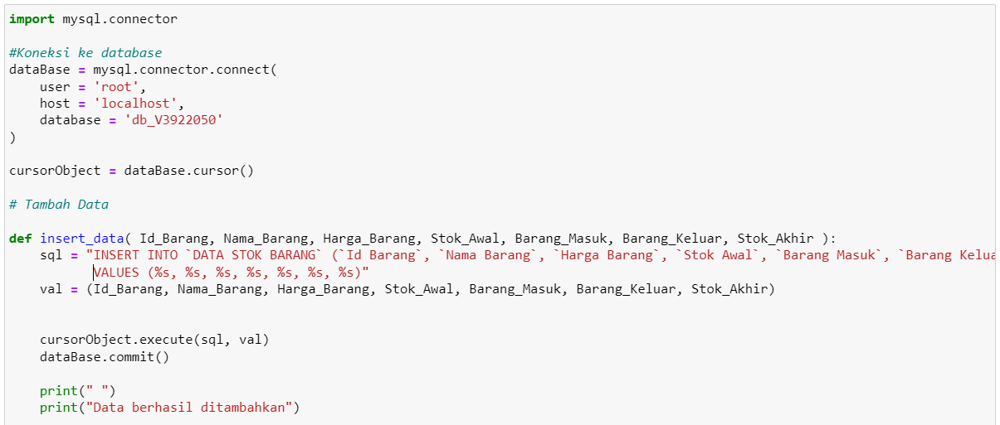 import mysql.connector
#Koneksi ke database
dataBase = mysql.connector.connect(
user = 'root',
host = 'localhost',
database = 'db_V3922050'
)
cursorObject = dataBase.cursor()
# Tambah Data
def insert_data( Id_Barang, Nama_Barang, Harga_Barang, Stok_Awal, Barang_Masuk, Barang_Keluar, Stok_Akhir ):
sql = "INSERT INTO `DATA STOK BARANG` (`Id Barang`, `Nama Barang`, `Harga Barang`, `Stok Awal`, `Barang Masuk`, `Barang
VALUES (%s, %s, %s, %s, %s, %s, %s)"
val = (Id_Barang, Nama_Barang, Harga_Barang, Stok_Awal, Barang_Masuk, Barang_Keluar, Stok_Akhir)
cursorObject.execute(sql, val)
dataBase.commit()
print(" ")
print("Data berhasil ditambahkan")